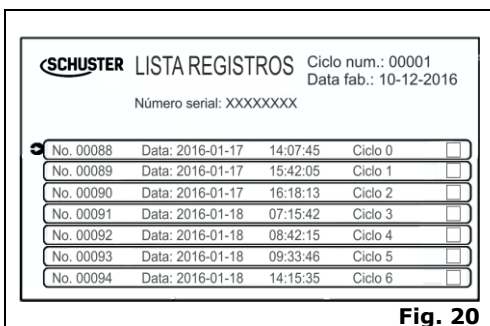 SCHUSTER LISTA REGISTROS Ciclo num.: 00001
Data fab.: 10-12-2016
Número serial: XXXXXXXX
No. 00088 Data: 2016-01-17 14:07:45 Ciclo 0
No. 00089 Data: 2016-01-17 15:42:05 Ciclo 1
No. 00090 Data: 2016-01-17 16:18:13 Ciclo 2
No. 00091 Data: 2016-01-18 07:15:42 Ciclo 3
No. 00092 Data: 2016-01-18 08:42:15 Ciclo 4
No. 00093 Data: 2016-01-18 09:33:46 Ciclo 5
No. 00094 Data: 2016-01-18 14:15:35 Ciclo 6
Fig. 20